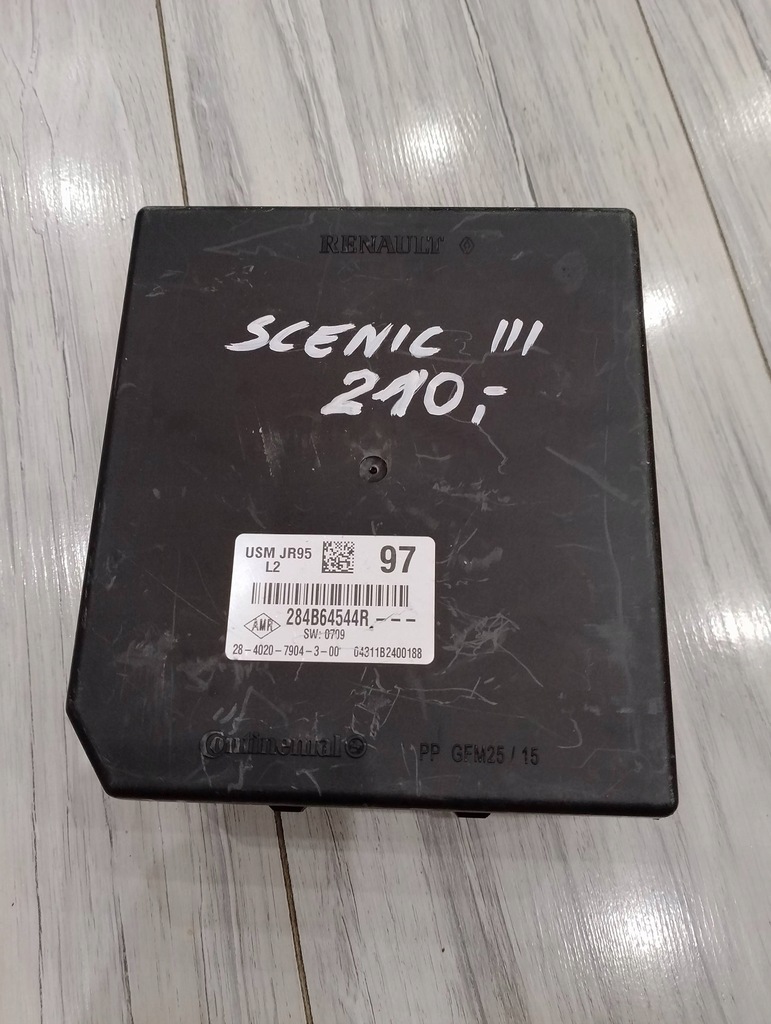 RENAULT
SCENIC III
210,-
USM JR95
L2
97
284B64544R.---
AMR
SW: 0709
28-4020-7904-3-00 04311B2400188
Continental
PP GFM25 / 15